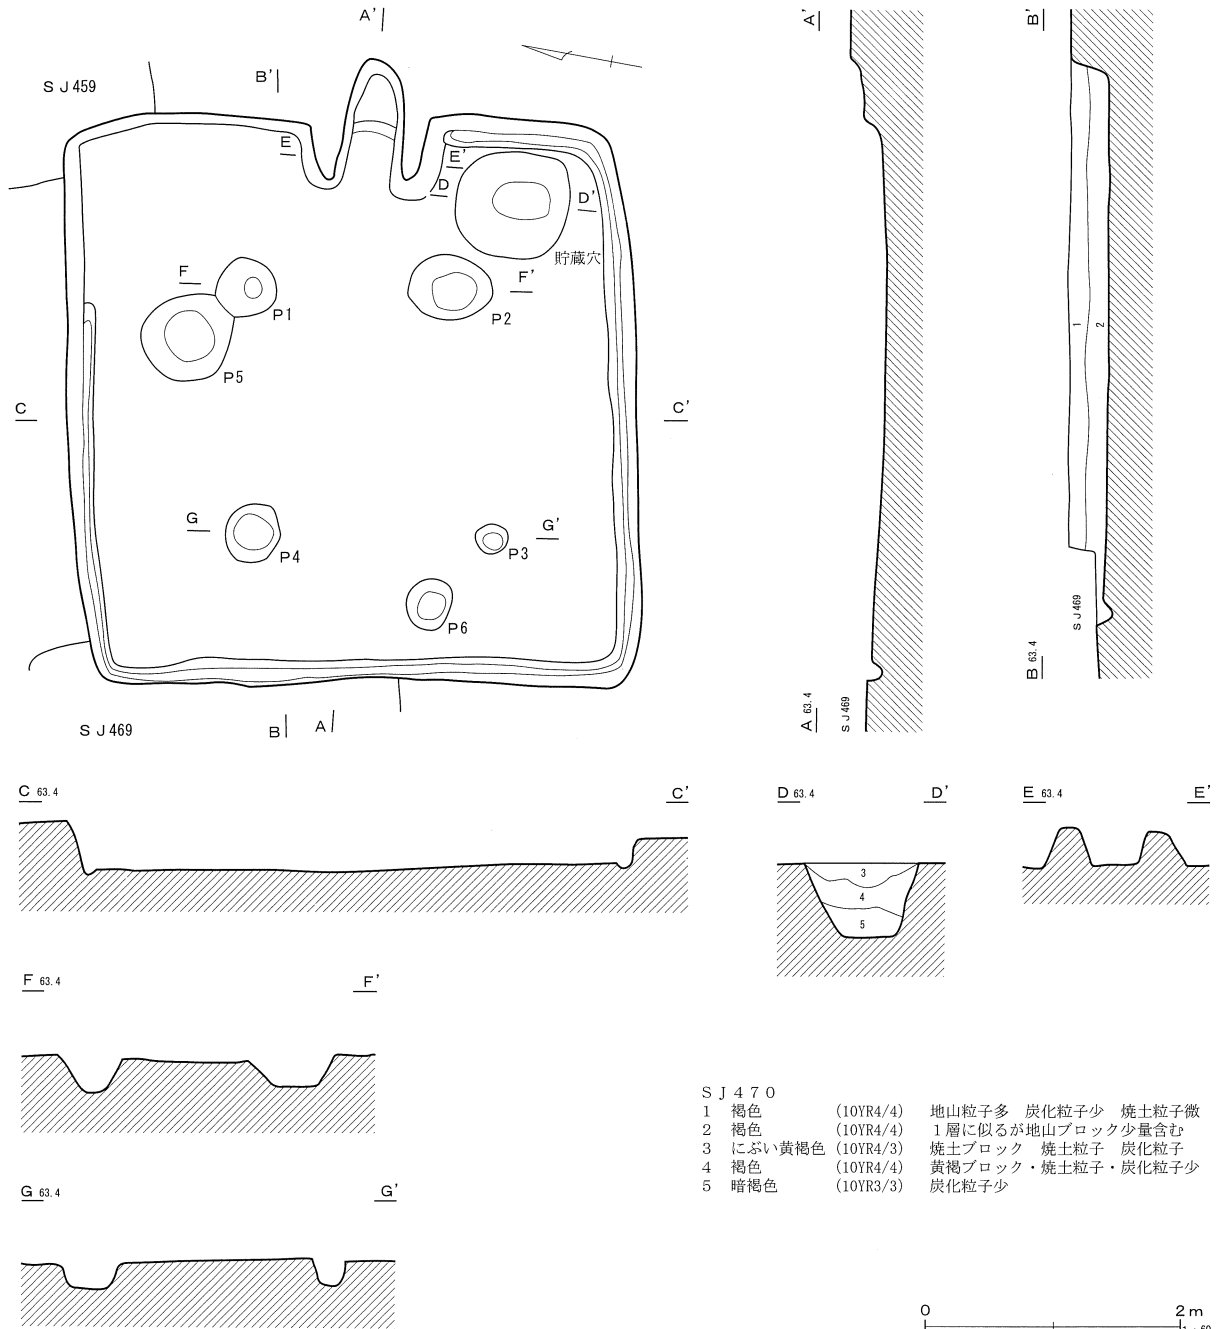 A'
A'
B'
B'
SJ459
E
E'
D
D'
貯蔵穴
F
F'
P1
P2
P5
C
C'
1
2
G
G'
P4
P3
P6
SJ469
B
A
A 63.4
SJ469
B 63.4
SJ469
C 63.4
C'
D 63.4
D'
E 63.4
E'
3
4
5
F 63.4
F'
G 63.4
G'
SJ470
1 褐色 (10YR4/4) 地山粒子多 炭化粒子少 焼土粒子微
2 褐色 (10YR4/4) 1層に似るが地山ブロック少量含む
3 にぶい黄褐色 (10YR4/3) 焼土ブロック 焼土粒子 炭化粒子
4 褐色 (10YR4/4) 黄褐ブロック・焼土粒子・炭化粒子少
5 暗褐色 (10YR3/3) 炭化粒子少
0 2m